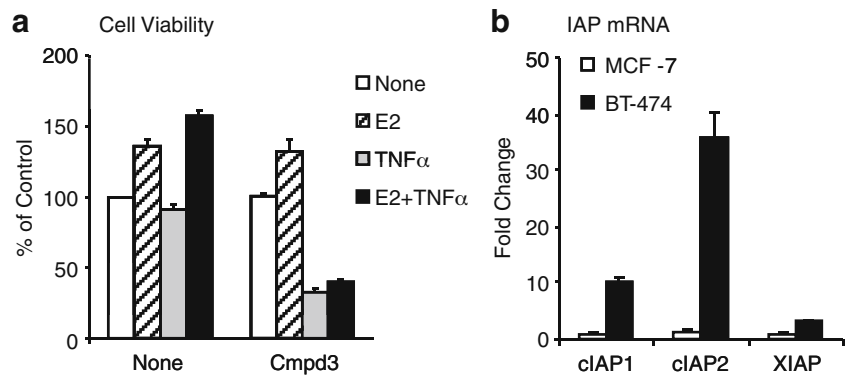 a Cell Viability
% of Control
200
150
100
50
0
None
Cmpd3
None
E2
TNFα
E2+TNFα
b IAP mRNA
Fold Change
50
40
30
20
10
0
MCF -7
BT-474
cIAP1
cIAP2
XIAP